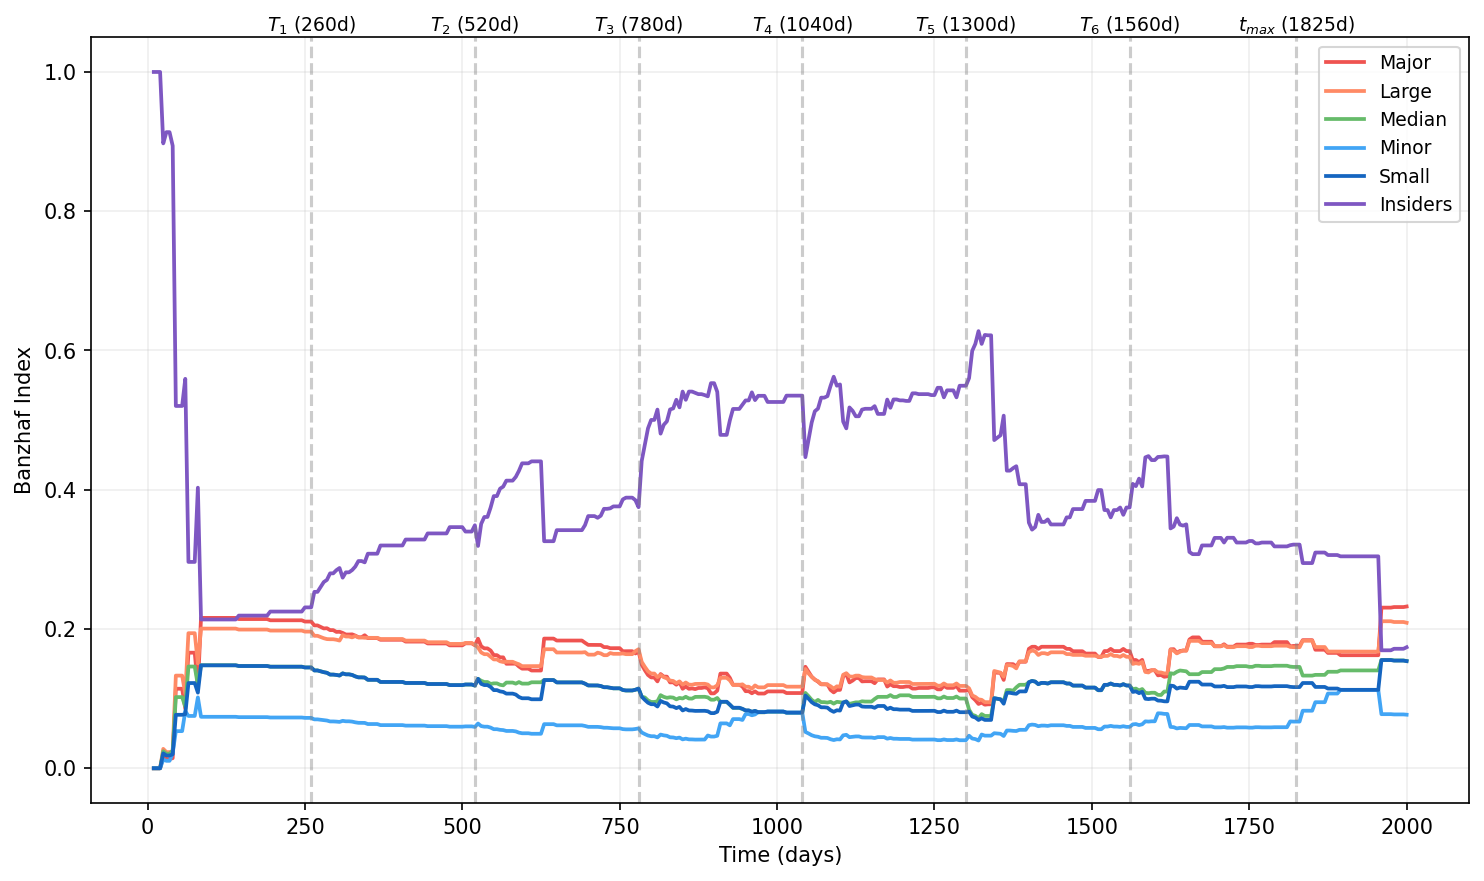 T₁ (260d) T₂ (520d) T₃ (780d) T₄ (1040d) T₅ (1300d) T₆ (1560d) tₘₐₓ (1825d)
Major
Large
Median
Minor
Small
Insiders
1.0
0.8
0.6
0.4
0.2
0.0
Banzhaf Index
0 250 500 750 1000 1250 1500 1750 2000
Time (days)